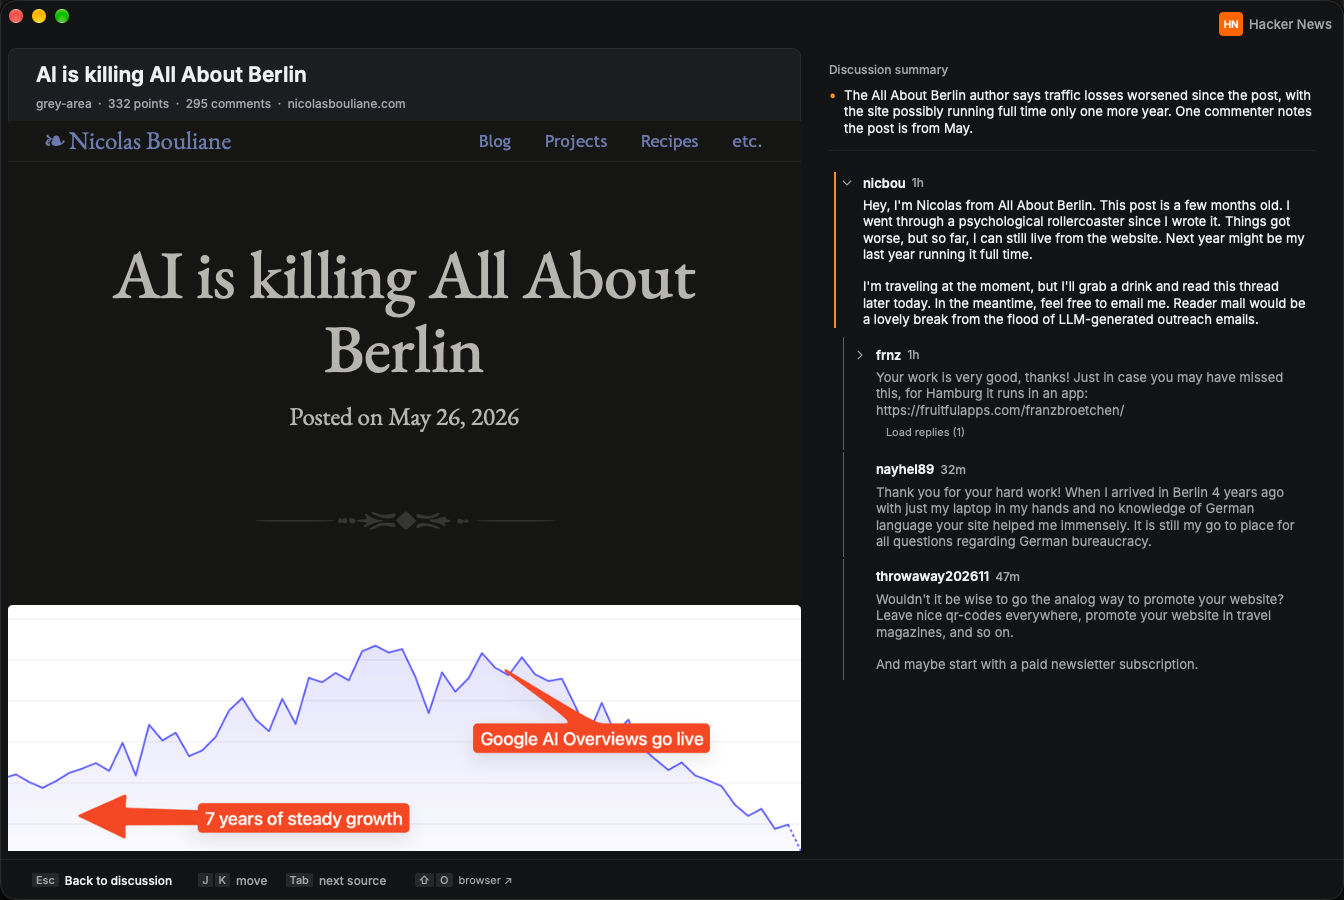 HN Hacker News
AI is killing All About Berlin
grey-area · 332 points · 295 comments · nicolasbouliane.com
Nicolas Bouliane
Blog Projects Recipes etc.
AI is killing All About
Berlin
Posted on May 26, 2026
Google AI Overviews go live
7 years of steady growth
Discussion summary
• The All About Berlin author says traffic losses worsened since the post, with
the site possibly running full time only one more year. One commenter notes
the post is from May.
nicbou 1h
Hey, I'm Nicolas from All About Berlin. This post is a few months old. I
went through a psychological rollercoaster since I wrote it. Things got
worse, but so far, I can still live from the website. Next year might be my
last year running it full time.
I'm traveling at the moment, but I'll grab a drink and read this thread
later today. In the meantime, feel free to email me. Reader mail would be
a lovely break from the flood of LLM-generated outreach emails.
frnz 1h
Your work is very good, thanks! Just in case you may have missed
this, for Hamburg it runs in an app:
https://fruitfulapps.com/franzbroetchen/
Load replies (1)
nayhel89 32m
Thank you for your hard work! When I arrived in Berlin 4 years ago
with just my laptop in my hands and no knowledge of German
language your site helped me immensely. It is still my go to place for
all questions regarding German bureaucracy.
throwaway202611 47m
Wouldn't it be wise to go the analog way to promote your website?
Leave nice qr-codes everywhere, promote your website in travel
magazines, and so on.
And maybe start with a paid newsletter subscription.
Esc Back to discussion J K move Tab next source ⇧ O browser ↗